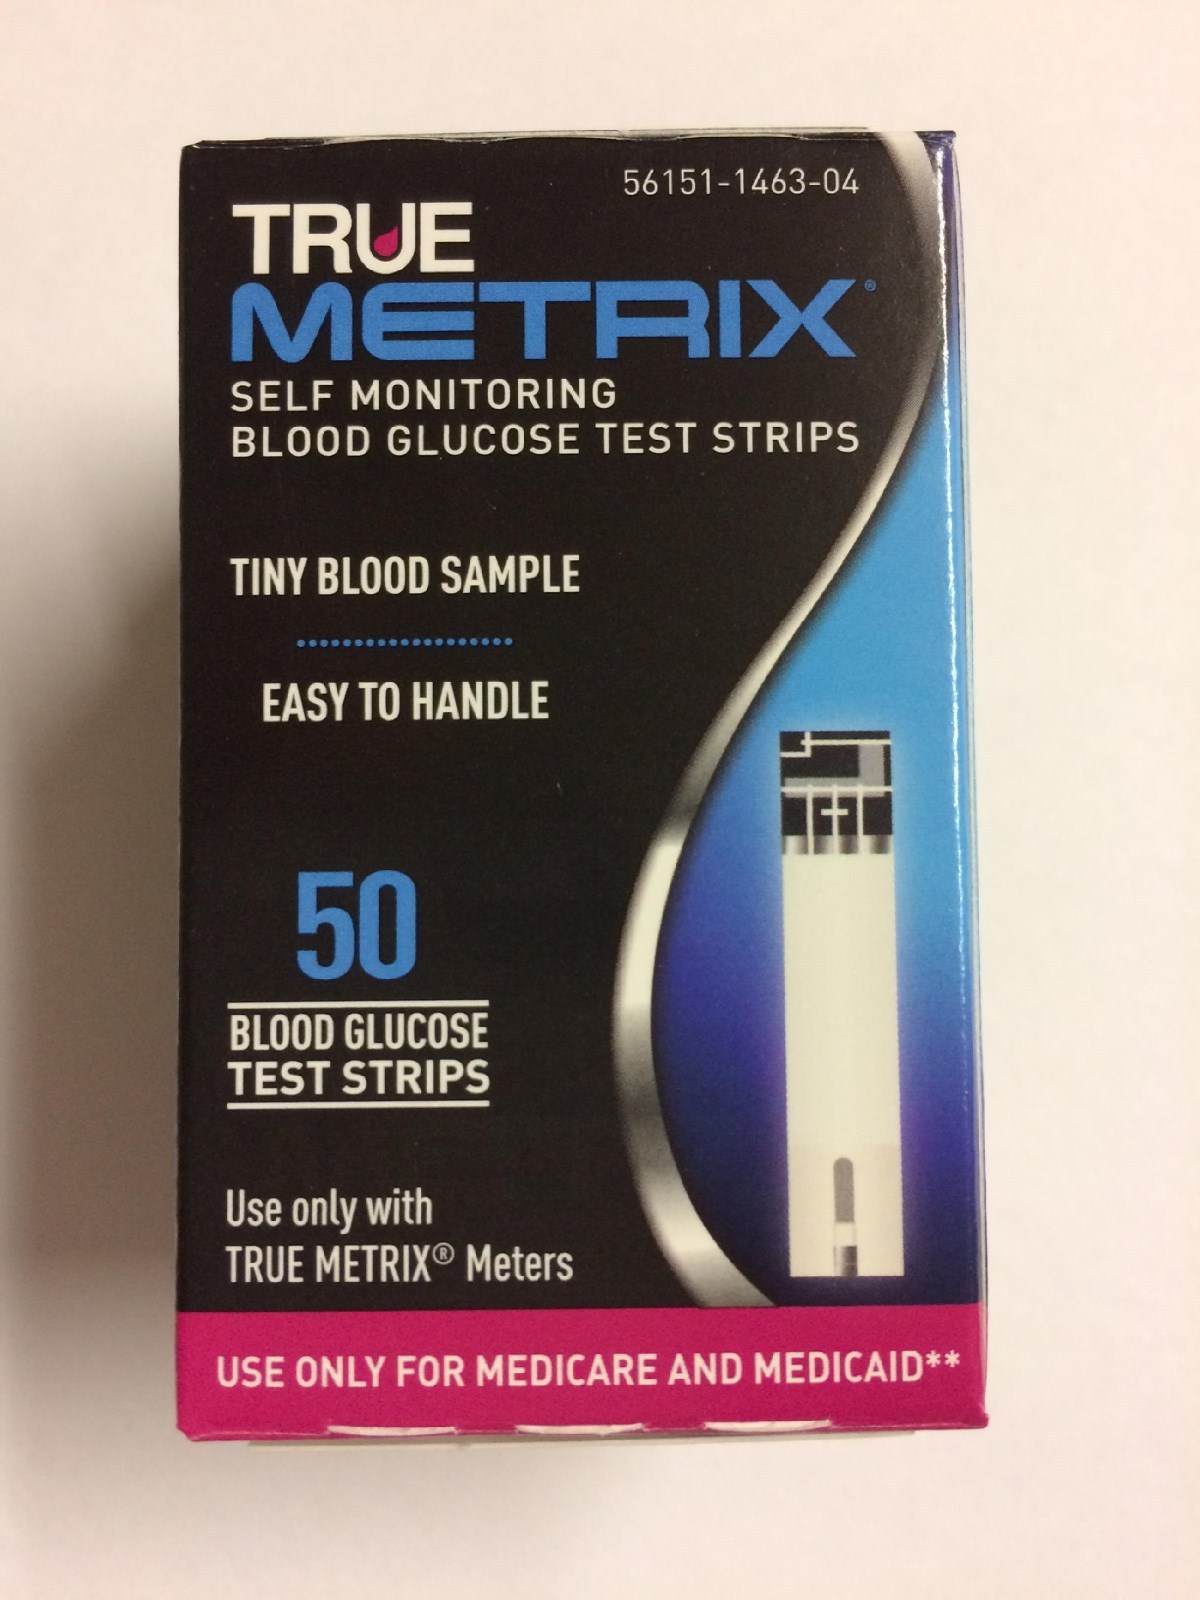 56151-1463-04
TRUE
METRIX®
SELF MONITORING
BLOOD GLUCOSE TEST STRIPS
TINY BLOOD SAMPLE
EASY TO HANDLE
50
BLOOD GLUCOSE
TEST STRIPS
Use only with
TRUE METRIX® Meters
USE ONLY FOR MEDICARE AND MEDICAID**